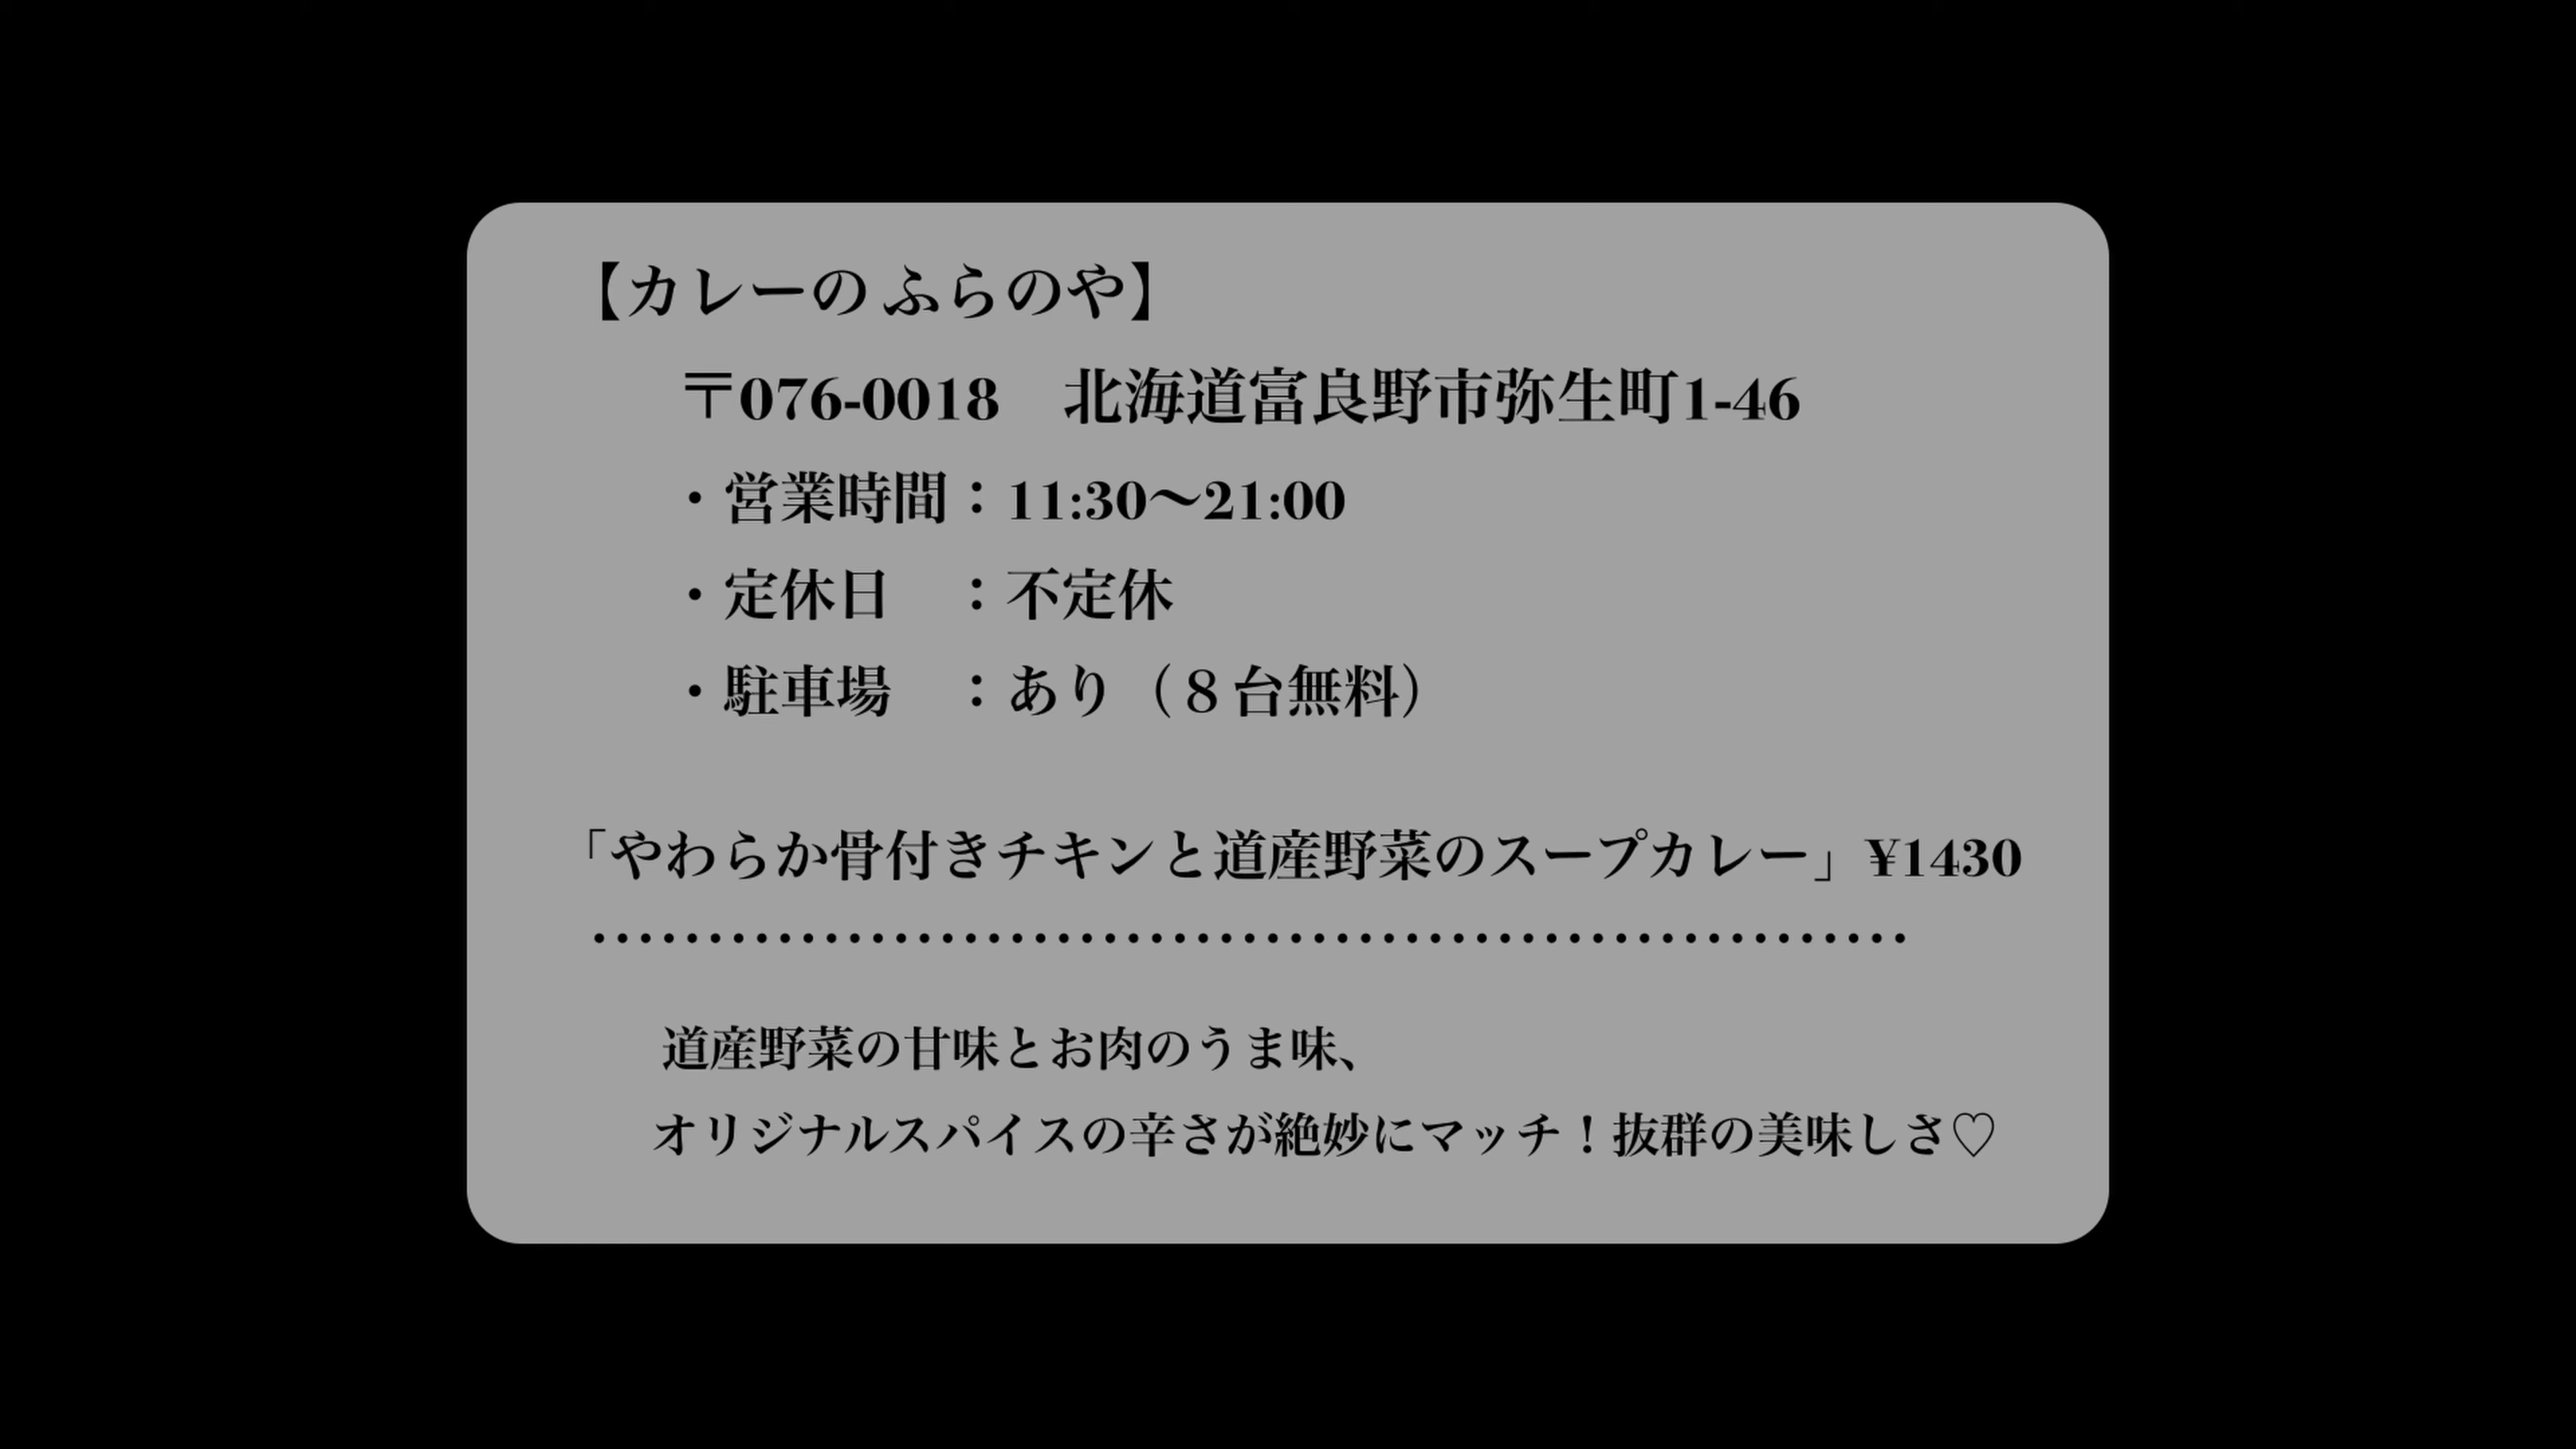 【カレーの ふらのや】
〒076-0018　北海道富良野市弥生町1-46
・営業時間：11:30〜21:00
・定休日　：不定休
・駐車場　：あり（８台無料）
「やわらか骨付きチキンと道産野菜のスープカレー」¥1430
・・・・・・・・・・・・・・・・・・・・・・・・・・・・・・・・・・・・・・・・・・・・・・・・・・・・・・・・・
道産野菜の甘味とお肉のうま味、
オリジナルスパイスの辛さが絶妙にマッチ！抜群の美味しさ♡